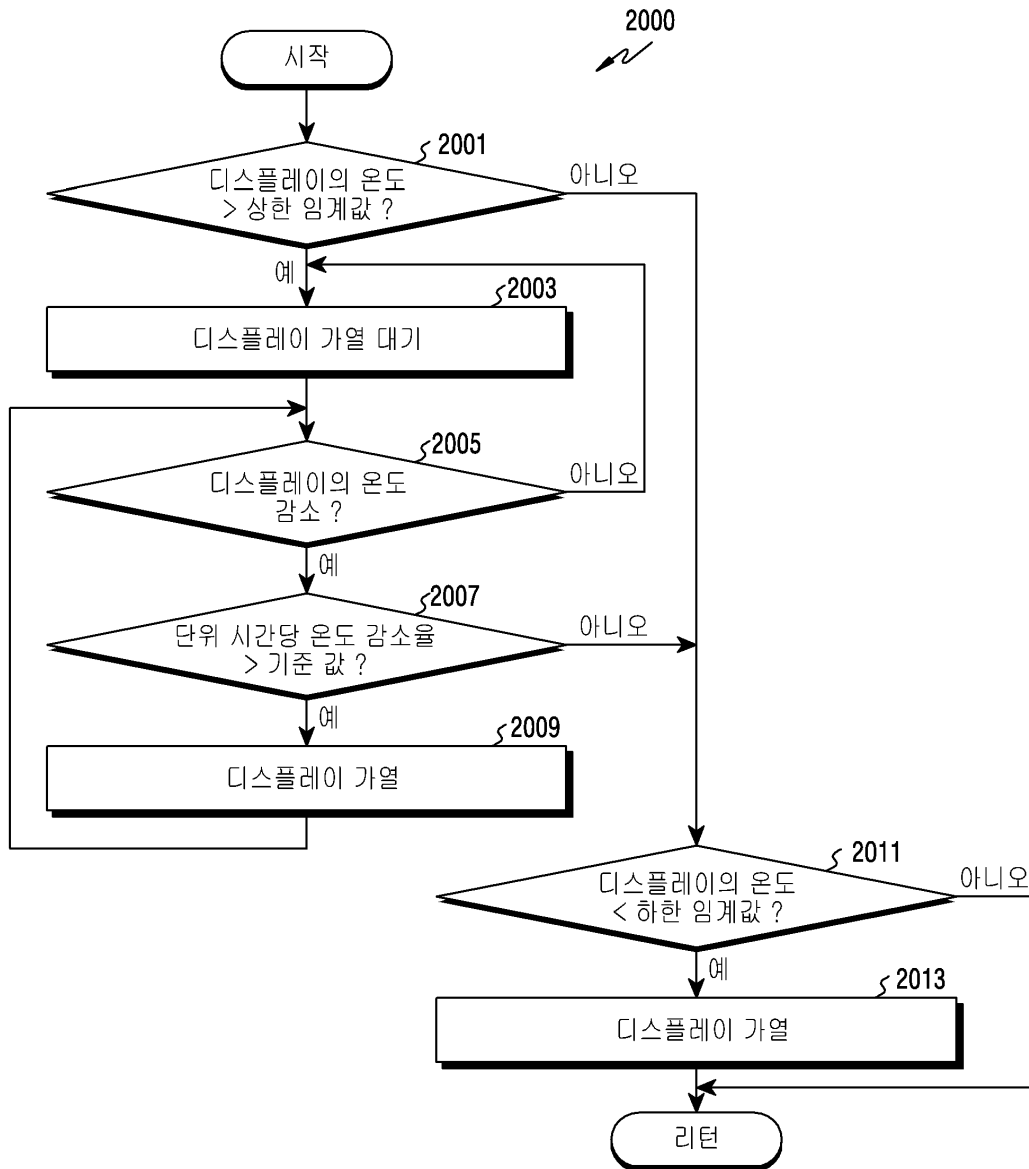 2000
시작
2001
디스플레이의 온도
> 상한 임계값 ?
아니오
예
2003
디스플레이 가열 대기
2005
디스플레이의 온도
감소 ?
아니오
예
2007
단위 시간당 온도 감소율
> 기준 값 ?
아니오
예
2009
디스플레이 가열
2011
디스플레이의 온도
< 하한 임계값 ?
아니오
예
2013
디스플레이 가열
리턴